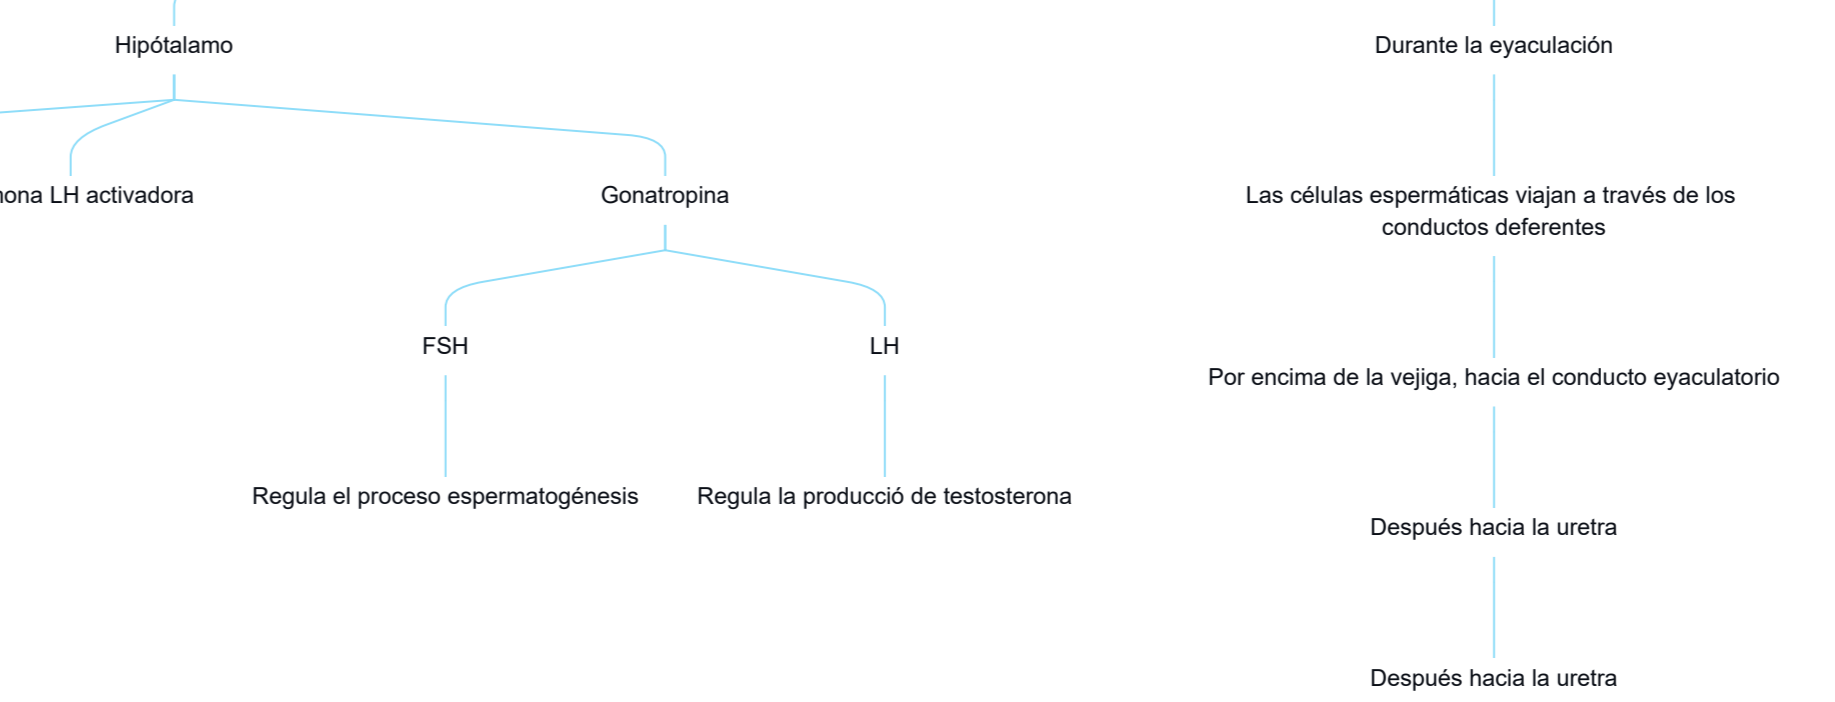 Hipótalamo
Durante la eyaculación
LH activadora
Gonatropina
Las células espermáticas viajan a través de los
conductos deferentes
FSH
LH
Por encima de la vejiga, hacia el conducto eyaculatorio
Regula el proceso espermatogénesis
Regula la producció de testosterona
Después hacia la uretra
Después hacia la uretra